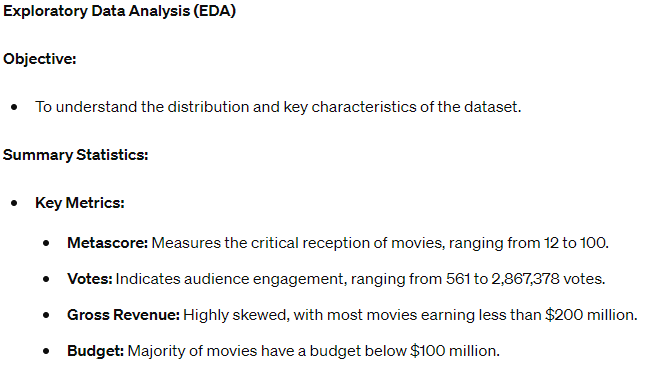 Exploratory Data Analysis (EDA)
Objective:
• To understand the distribution and key characteristics of the dataset.
Summary Statistics:
• Key Metrics:
• Metascore: Measures the critical reception of movies, ranging from 12 to 100.
• Votes: Indicates audience engagement, ranging from 561 to 2,867,378 votes.
• Gross Revenue: Highly skewed, with most movies earning less than $200 million.
• Budget: Majority of movies have a budget below $100 million.